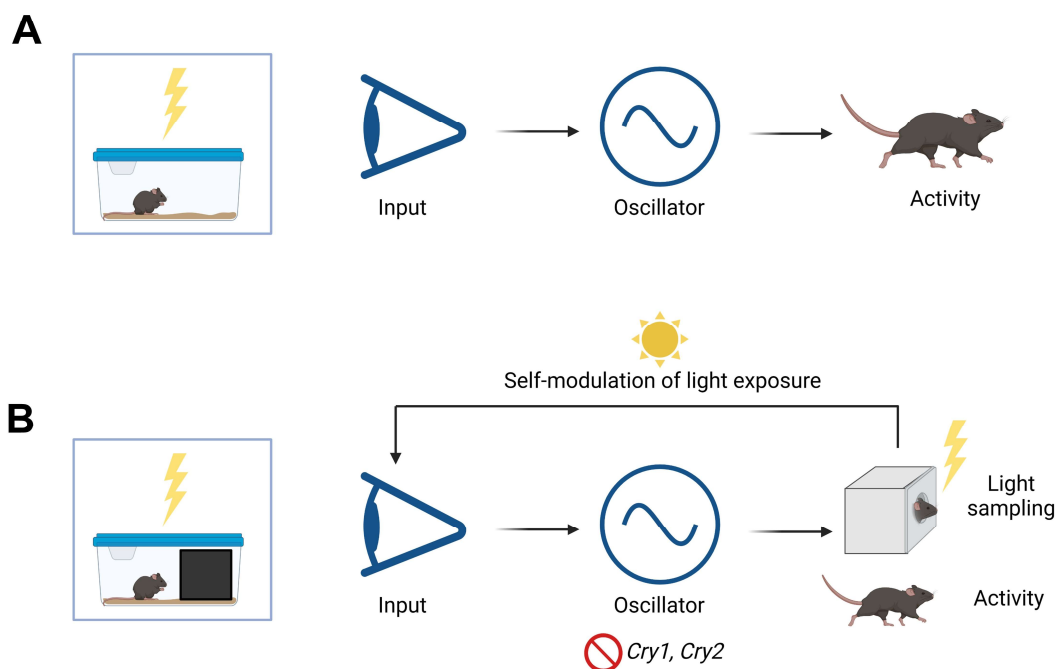 A
Input
Oscillator
Activity
Self-modulation of light exposure
B
Light
sampling
Input
Oscillator
Activity
Cry1, Cry2